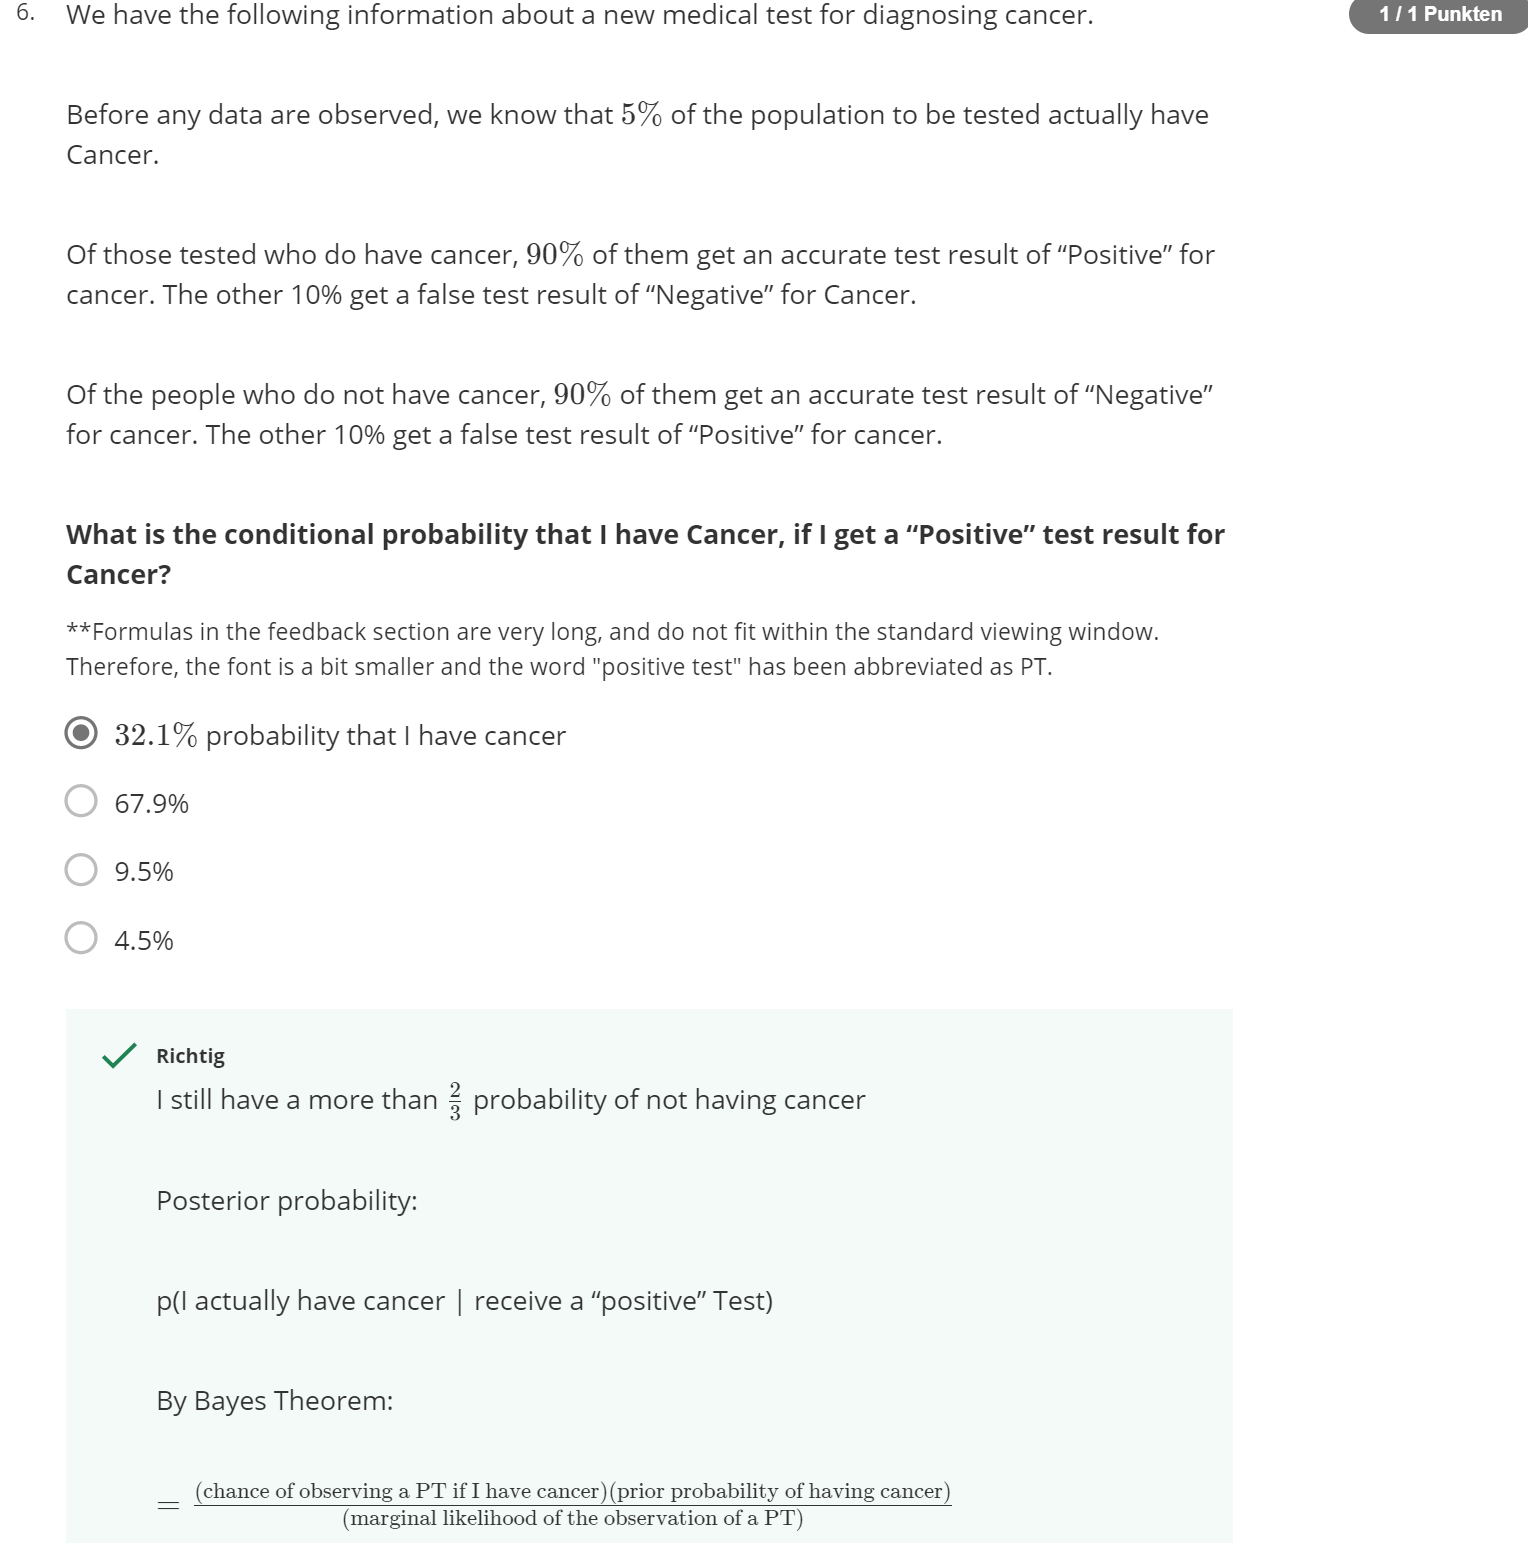 6. We have the following information about a new medical test for diagnosing cancer.
1 / 1 Punkten
Before any data are observed, we know that 5% of the population to be tested actually have
Cancer.
Of those tested who do have cancer, 90% of them get an accurate test result of “Positive” for
cancer. The other 10% get a false test result of “Negative” for Cancer.
Of the people who do not have cancer, 90% of them get an accurate test result of “Negative”
for cancer. The other 10% get a false test result of “Positive” for cancer.
What is the conditional probability that I have Cancer, if I get a “Positive” test result for
Cancer?
**Formulas in the feedback section are very long, and do not fit within the standard viewing window.
Therefore, the font is a bit smaller and the word "positive test" has been abbreviated as PT.
32.1% probability that I have cancer
67.9%
9.5%
4.5%
Richtig
I still have a more than 2/3 probability of not having cancer
Posterior probability:
p(I actually have cancer | receive a “positive” Test)
By Bayes Theorem:
= (chance of observing a PT if I have cancer)(prior probability of having cancer)
(marginal likelihood of the observation of a PT)